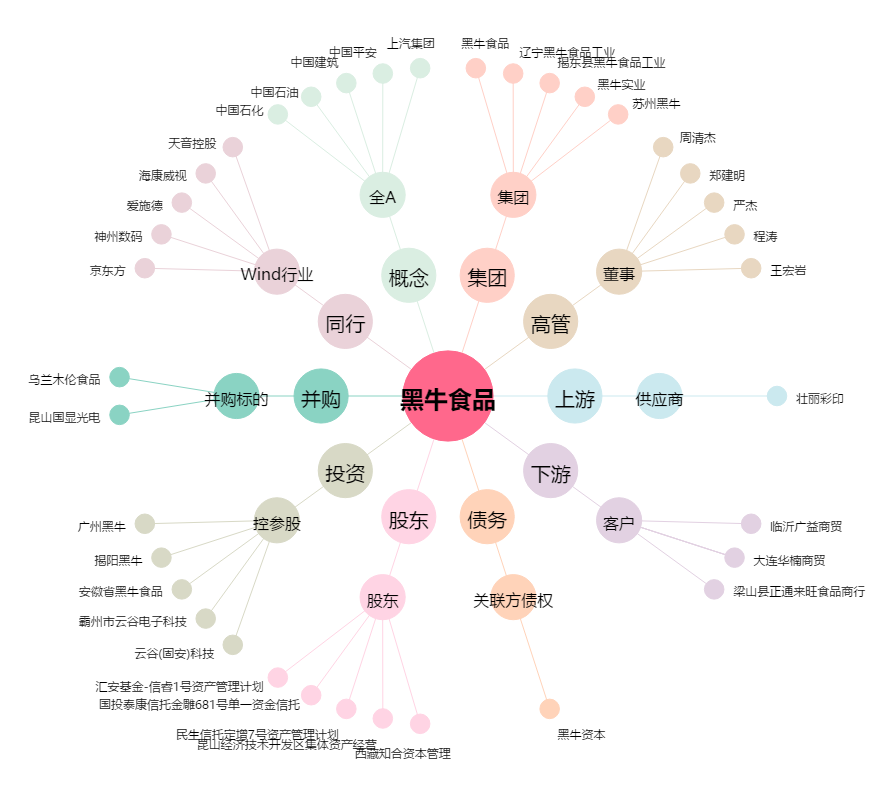 上汽集团
黑牛食品
中国平安
辽宁黑牛食品工业
中国建筑
揭东县黑牛食品工业
黑牛实业
中国石油
苏州黑牛
中国石化
周清杰
天音控股
海康威视
郑建明
全A
集团
爱施德
严杰
神州数码
程涛
京东方
Wind行业
概念
集团
董事
王宏岩
同行
高管
乌兰木伦食品
并购标的
并购
黑牛食品
上游
供应商
壮丽彩印
昆山国显光电
投资
下游
广州黑牛
控参股
股东
债务
客户
临沂广益商贸
揭阳黑牛
大连华楠商贸
安徽省黑牛食品
梁山县正通来旺食品商行
股东
关联方债权
霸州市云谷电子科技
云谷(固安)科技
汇安基金-信睿1号资产管理计划
国投泰康信托金雕681号单一资金信托
民生信托定增7号资产管理计划
黑牛资本
昆山经济技术开发区集体资产经营
西藏知合资本管理